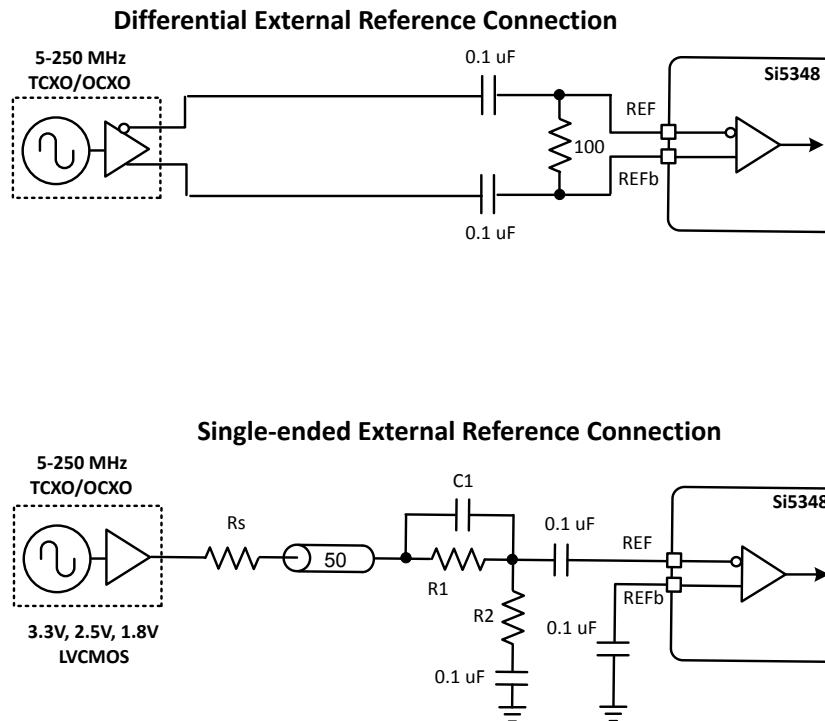 Differential External Reference Connection
5-250 MHz
TCXO/OCXO
0.1 uF
Si5348
REF
100
REFb
0.1 uF
Single-ended External Reference Connection
5-250 MHz
TCXO/OCXO
C1
Si5348
Rs
0.1 uF
REF
50
R1
REFb
R2
3.3V, 2.5V, 1.8V
LVCMOS
0.1 uF
0.1 uF